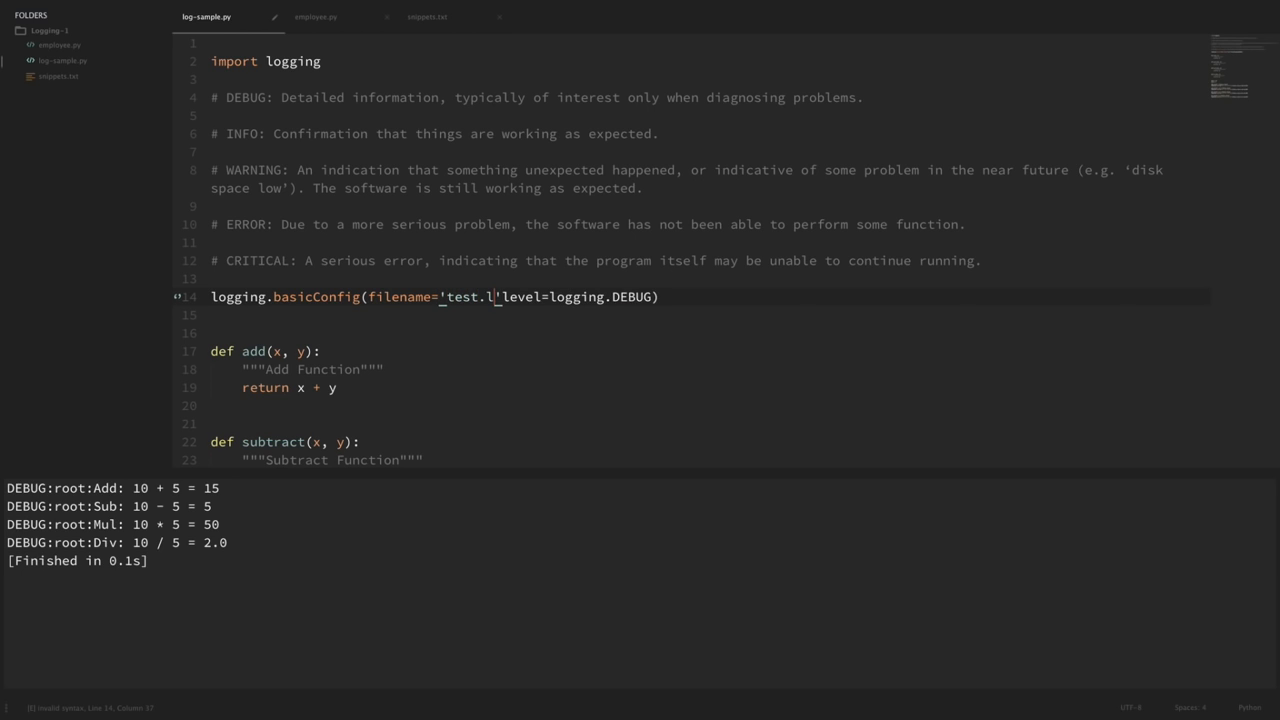 FOLDERS
Logging-1
employee.py
log-sample.py
snippets.txt
log-sample.py employee.py snippets.txt
1
2 import logging
3
4 # DEBUG: Detailed information, typically of interest only when diagnosing problems.
5
6 # INFO: Confirmation that things are working as expected.
7
8 # WARNING: An indication that something unexpected happened, or indicative of some problem in the near future (e.g. ‘disk
space low’). The software is still working as expected.
9
10 # ERROR: Due to a more serious problem, the software has not been able to perform some function.
11
12 # CRITICAL: A serious error, indicating that the program itself may be unable to continue running.
13
14 logging.basicConfig(filename='test.l'level=logging.DEBUG)
15
16
17 def add(x, y):
18 """Add Function"""
19 return x + y
20
21
22 def subtract(x, y):
23 """Subtract Function"""
DEBUG:root:Add: 10 + 5 = 15
DEBUG:root:Sub: 10 - 5 = 5
DEBUG:root:Mul: 10 * 5 = 50
DEBUG:root:Div: 10 / 5 = 2.0
[Finished in 0.1s]
[E] invalid syntax, Line 14, Column 37 UTF-8 Spaces: 4 Python